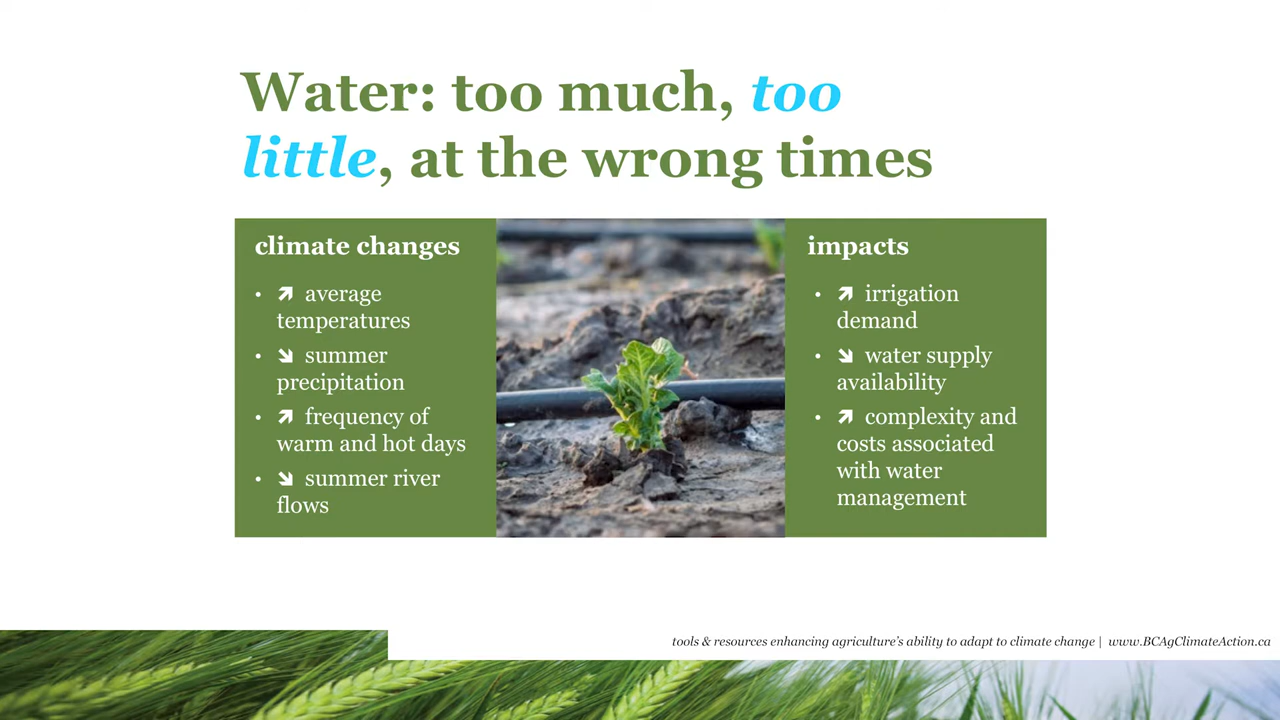 Water: too much, too
little, at the wrong times
climate changes
• ⬈ average
temperatures
• ⬊ summer
precipitation
• ⬈ frequency of
warm and hot days
• ⬊ summer river
flows
impacts
• ⬈ irrigation
demand
• ⬊ water supply
availability
• ⬈ complexity and
costs associated
with water
management
tools & resources enhancing agriculture’s ability to adapt to climate change | www.BCAgClimateAction.ca